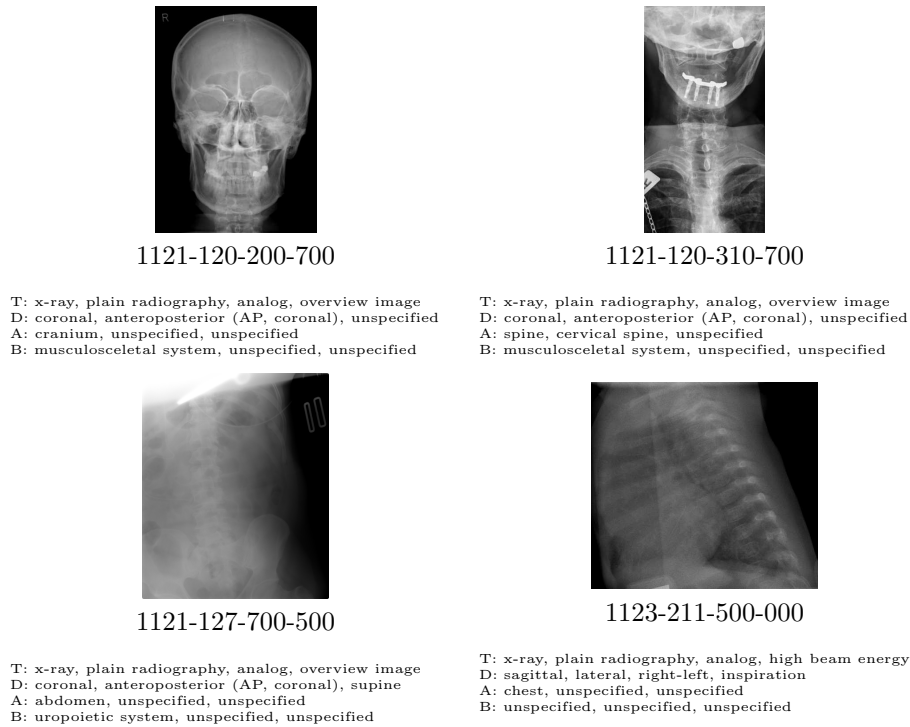 R
1121-120-200-700
T: x-ray, plain radiography, analog, overview image
D: coronal, anteroposterior (AP, coronal), unspecified
A: cranium, unspecified, unspecified
B: musculosceletal system, unspecified, unspecified
1121-120-310-700
T: x-ray, plain radiography, analog, overview image
D: coronal, anteroposterior (AP, coronal), unspecified
A: spine, cervical spine, unspecified
B: musculosceletal system, unspecified, unspecified
1121-127-700-500
T: x-ray, plain radiography, analog, overview image
D: coronal, anteroposterior (AP, coronal), supine
A: abdomen, unspecified, unspecified
B: uropoietic system, unspecified, unspecified
1123-211-500-000
T: x-ray, plain radiography, analog, high beam energy
D: sagittal, lateral, right-left, inspiration
A: chest, unspecified, unspecified
B: unspecified, unspecified, unspecified